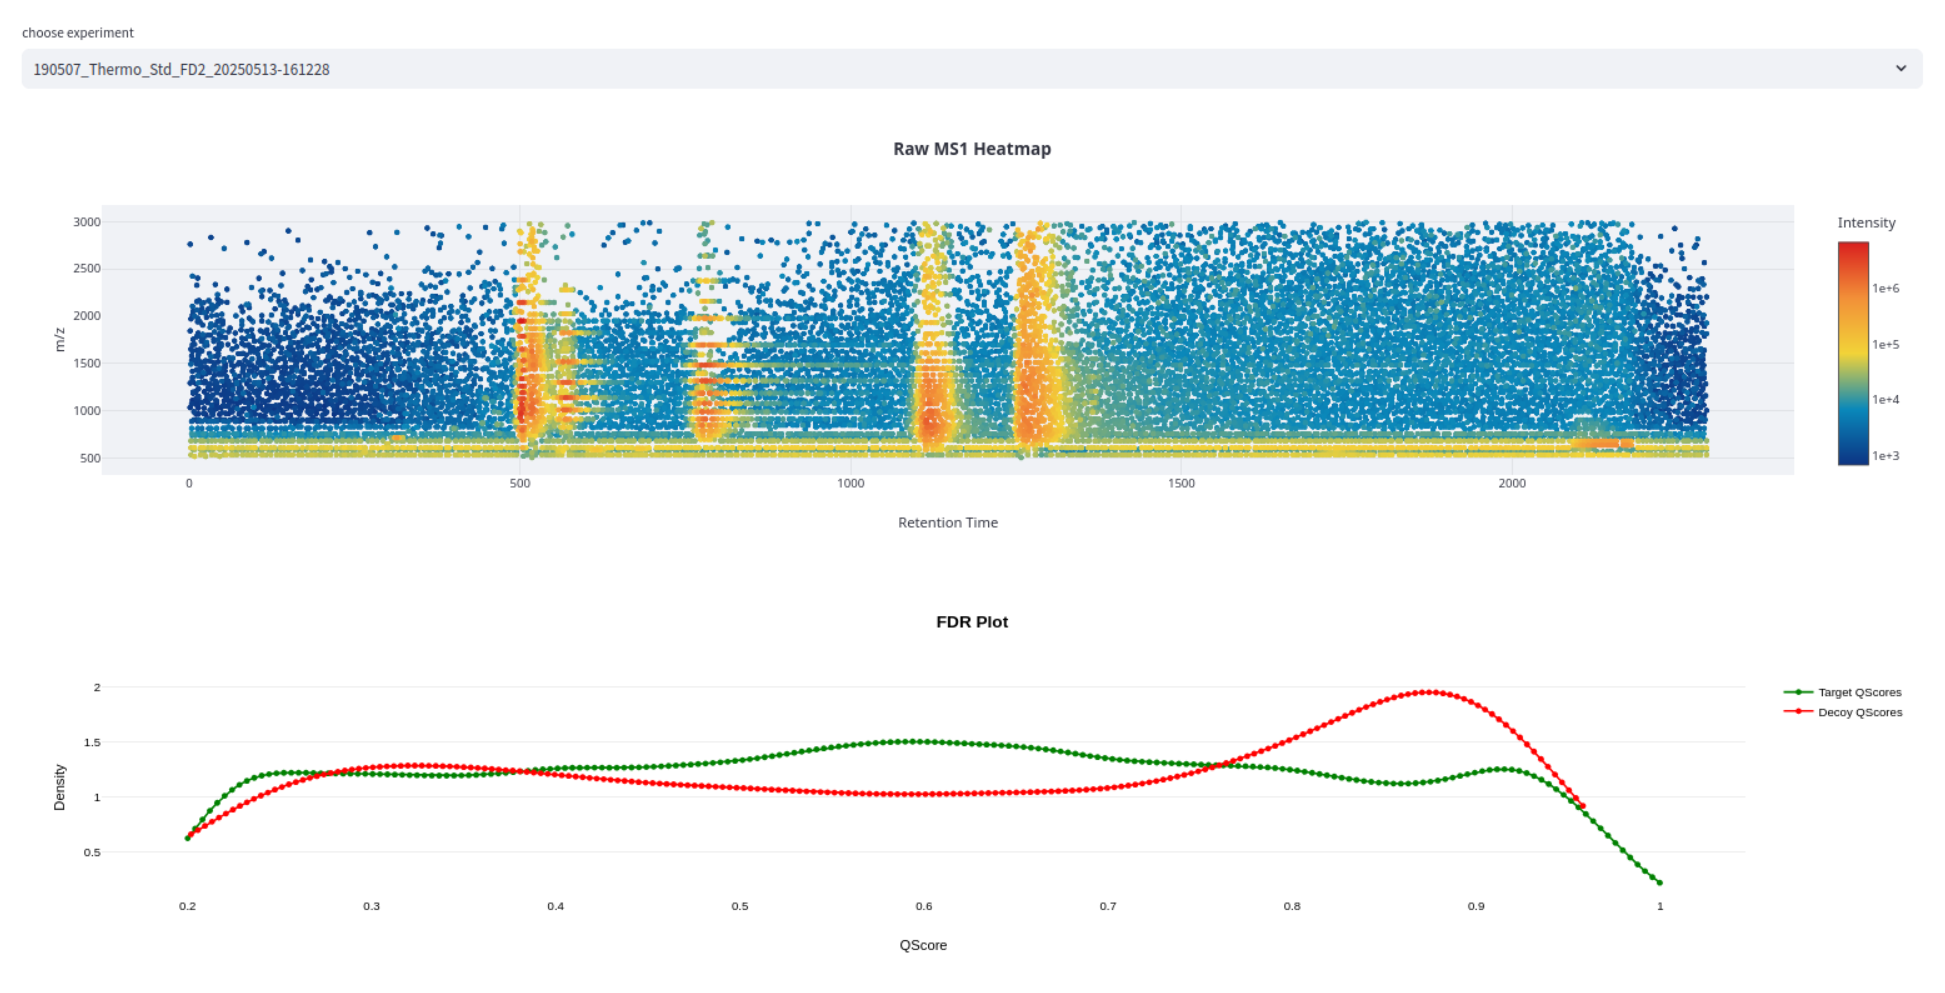 choose experiment
190507_Thermo_Std_FD2_20250513-161228
Raw MS1 Heatmap
3000
2500
2000
1500
1000
500
m/z
0 500 1000 1500 2000
Retention Time
Intensity
1e+6
1e+5
1e+4
1e+3
FDR Plot
2
1.5
1
0.5
Density
0.2 0.3 0.4 0.5 0.6 0.7 0.8 0.9 1
QScore
Target QScores
Decoy QScores